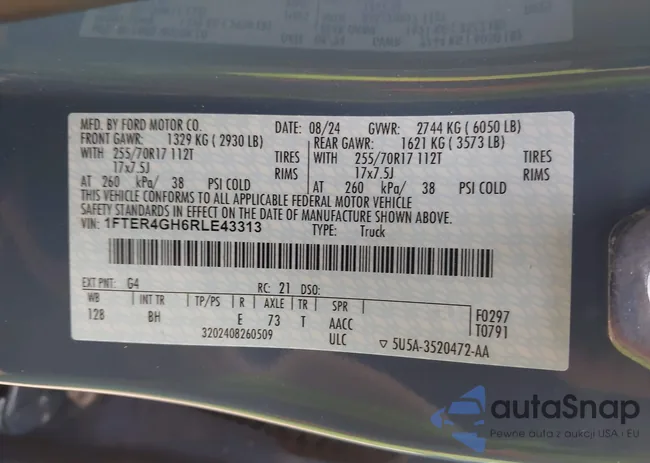 MFD. BY FORD MOTOR CO. DATE: 08/24 GVWR: 2744 KG ( 6050 LB)
FRONT GAWR: 1329 KG ( 2930 LB) REAR GAWR: 1621 KG ( 3573 LB)
WITH 255/70R17 112T TIRES WITH 255/70R17 112T TIRES
17x7.5J RIMS 17x7.5J RIMS
AT 260 kPa/ 38 PSI COLD AT 260 kPa/ 38 PSI COLD
THIS VEHICLE CONFORMS TO ALL APPLICABLE FEDERAL MOTOR VEHICLE
SAFETY STANDARDS IN EFFECT ON THE DATE OF MANUFACTURE SHOWN ABOVE.
VIN: 1FTER4GH6RLE43313 TYPE: Truck
EXT PNT: G4 RC: 21 DSO:
WB INT TR TP/PS R AXLE TR SPR
128 BH E 73 T AACC
ULC
F0297
T0791
3202408260509
▽ 5U5A-3520472-AA
autaSnap
Pewne auta z aukcji USA i EU